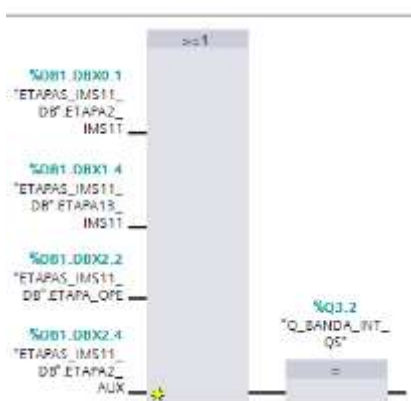 >=1
%DB1.DBX0.1
"ETAPAS_IMS11_
DB".ETAPA2_
IMS11
%DB1.DBX1.4
"ETAPAS_IMS11_
DB".ETAPA13_
IMS11
%DB1.DBX2.2
"ETAPAS_IMS11_
DB".ETAPA_OPE
%DB1.DBX2.4
"ETAPAS_IMS11_
DB".ETAPA2_
AUX
%Q3.2
"Q_BANDA_INT_
QS"
=